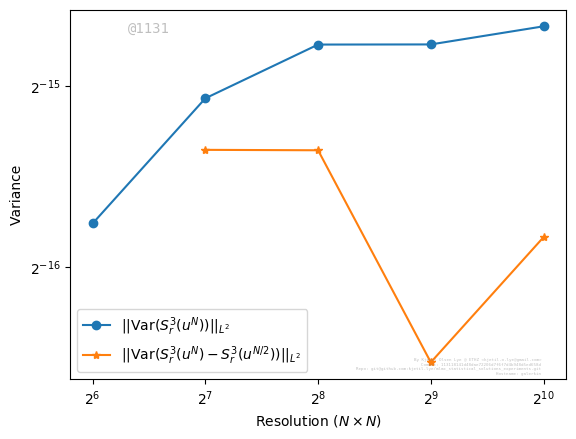 @1131
2^{-15}
2^{-16}
Variance
||Var(S_r^3(u^N))||_{L^2}
||Var(S_r^3(u^N) − S_r^3(u^{N/2}))||_{L^2}
2^6 2^7 2^8 2^9 2^{10}
Resolution (N × N)